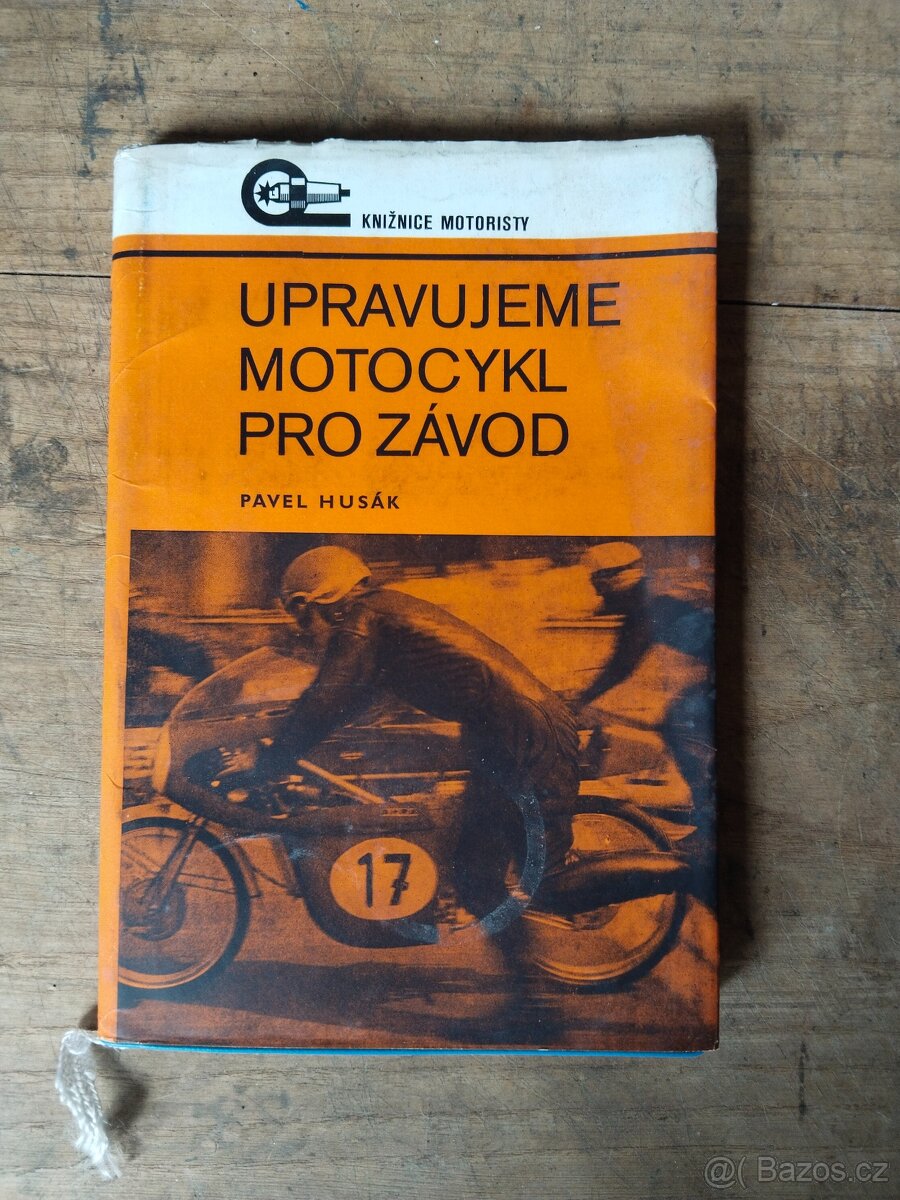 KNIŽNICE MOTORISTY
UPRAVUJEME
MOTOCYKL
PRO ZÁVOD
PAVEL HUSÁK
17
@( Bazos.cz